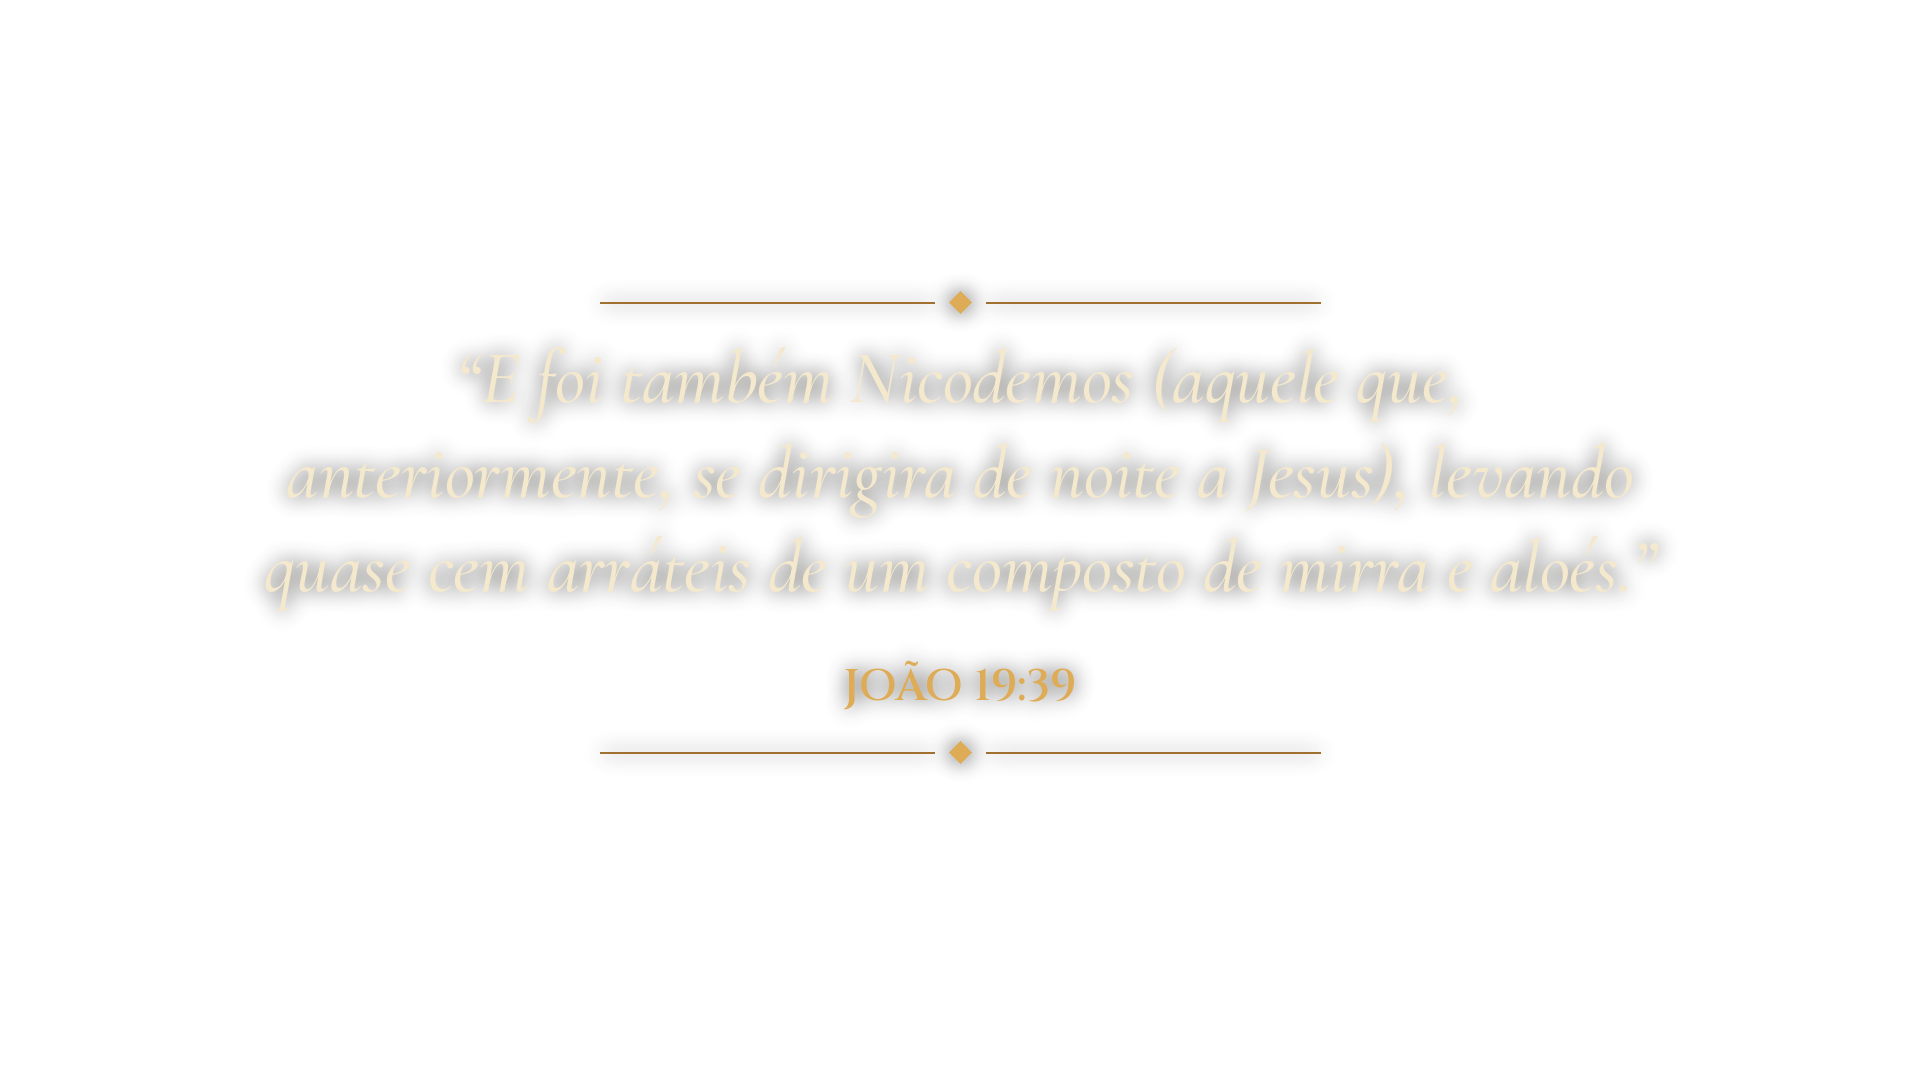 “E foi também Nicodemos (aquele que,
anteriormente, se dirigira de noite a Jesus), levando
quase cem arráteis de um composto de mirra e aloés.”
JOÃO 19:39